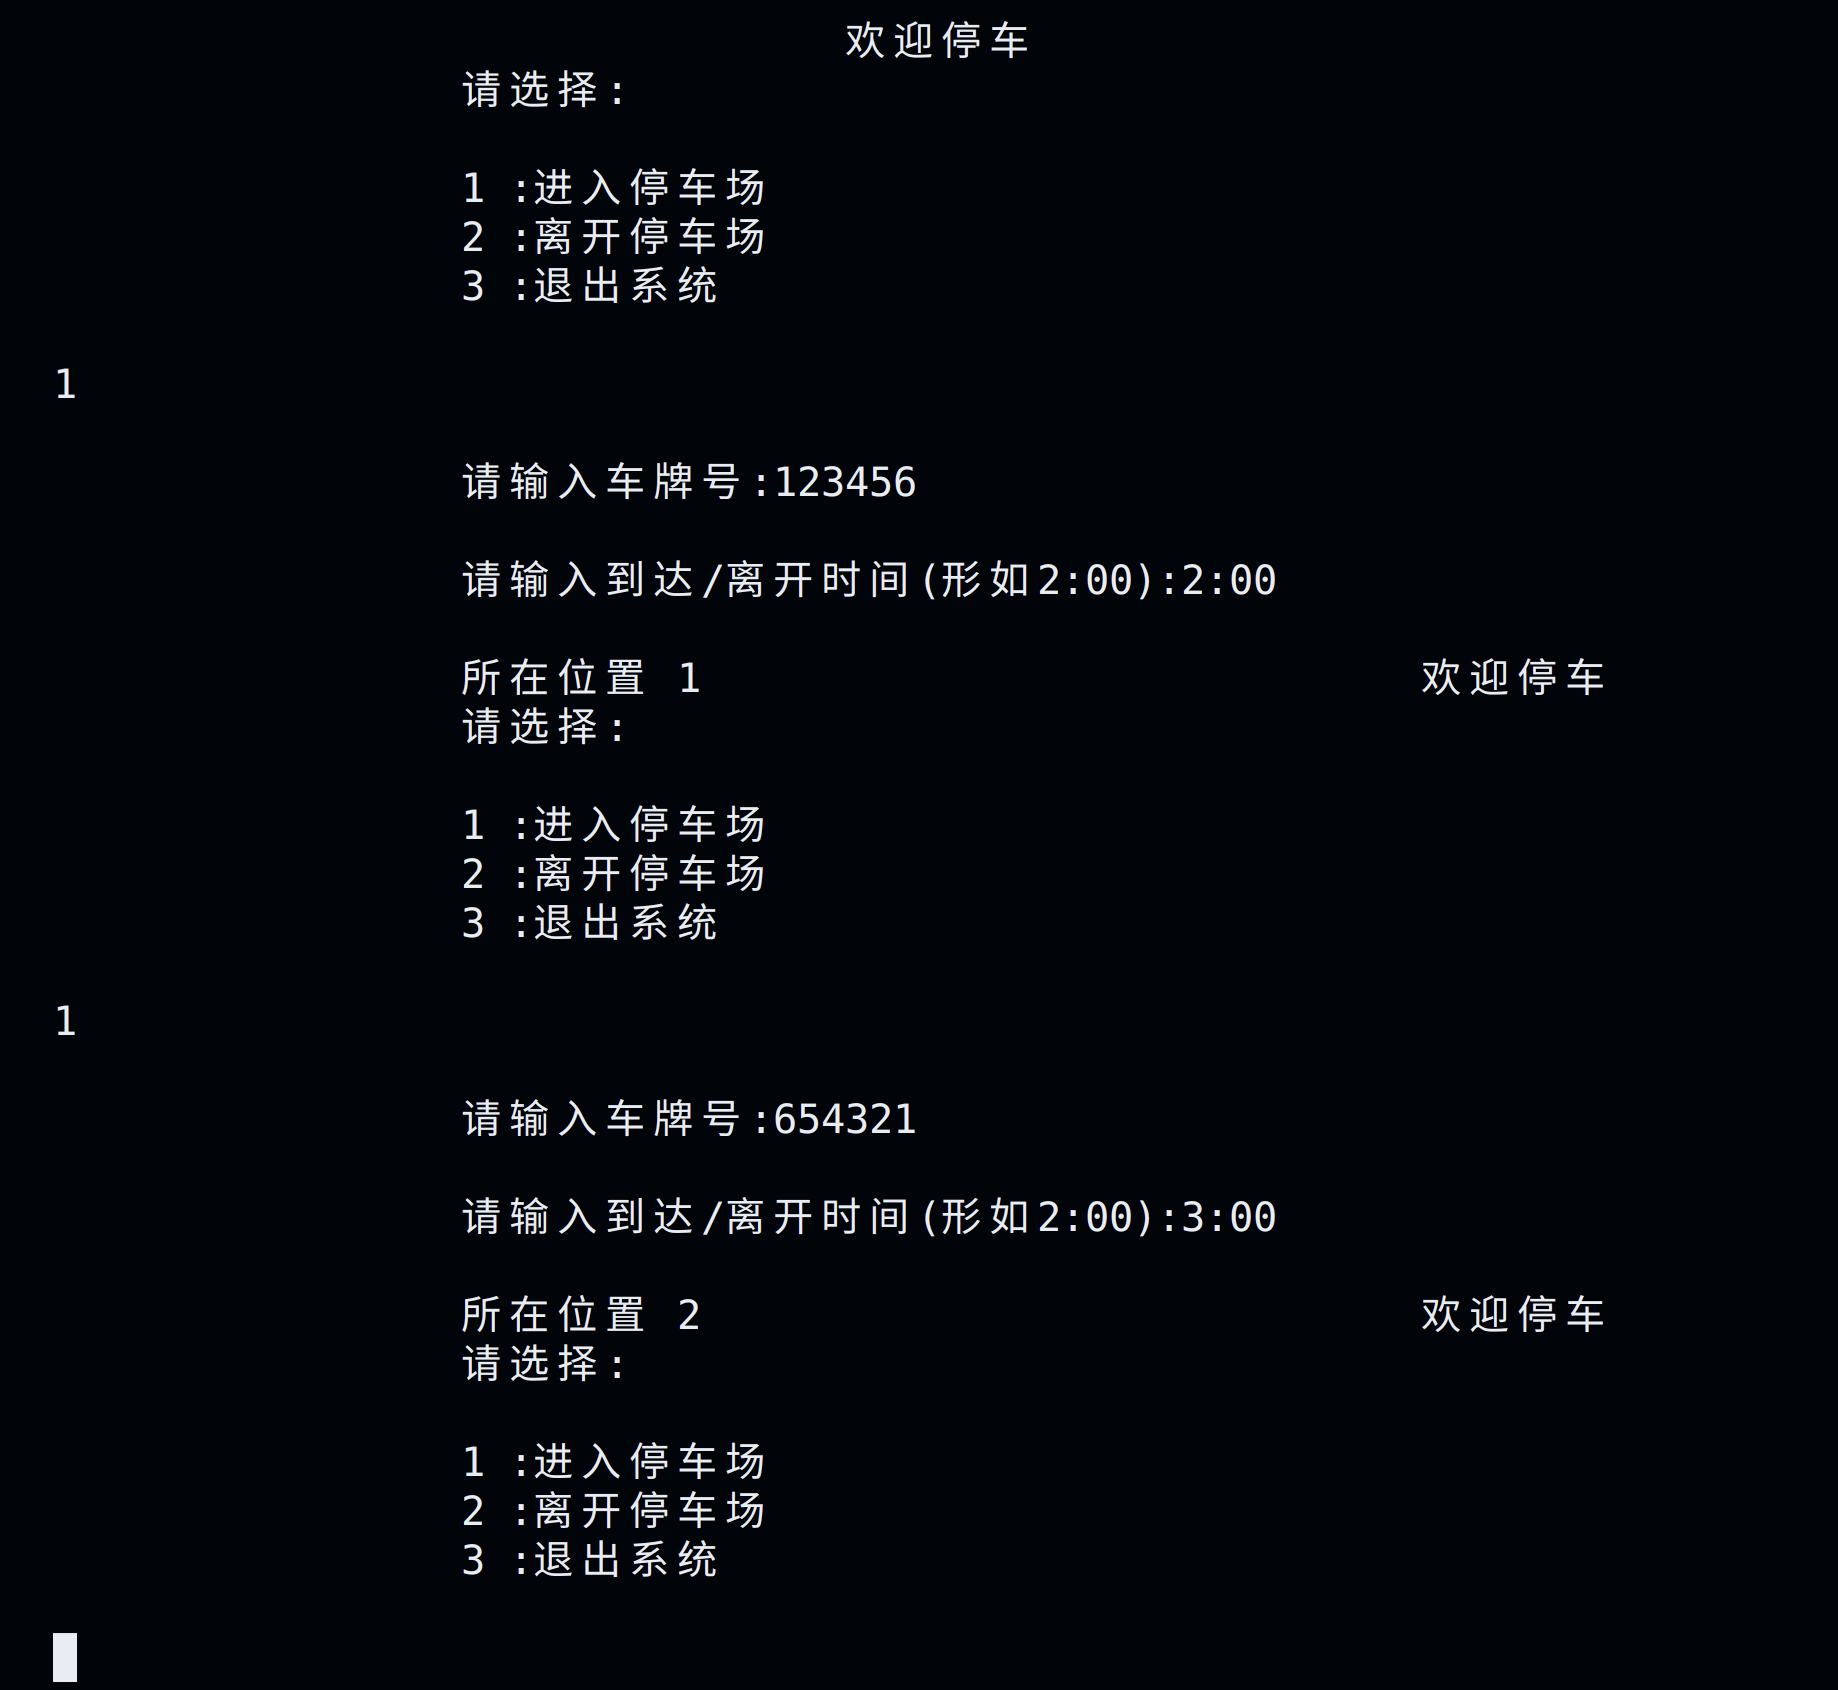 欢迎停车
请选择:
1 :进入停车场
2 :离开停车场
3 :退出系统
1
请输入车牌号:123456
请输入到达/离开时间(形如2:00):2:00
所在位置 1 欢迎停车
请选择:
1 :进入停车场
2 :离开停车场
3 :退出系统
1
请输入车牌号:654321
请输入到达/离开时间(形如2:00):3:00
所在位置 2 欢迎停车
请选择:
1 :进入停车场
2 :离开停车场
3 :退出系统